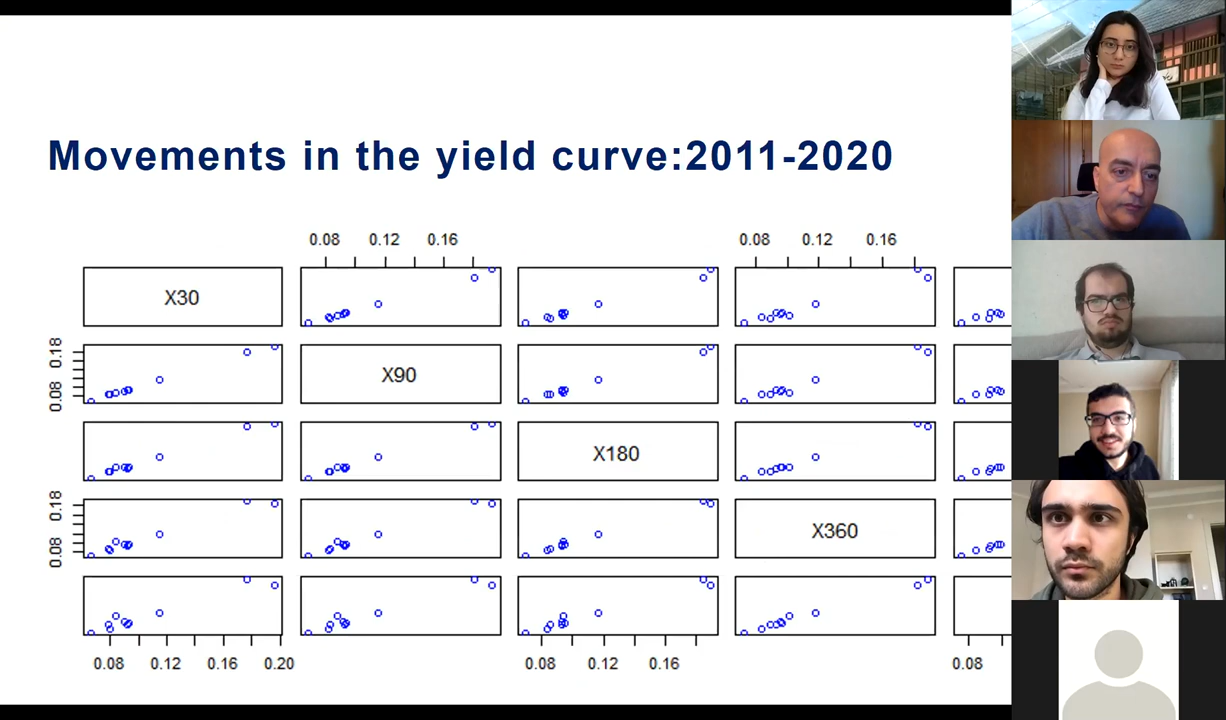 Movements in the yield curve:2011-2020
0.08 0.12 0.16
0.08 0.12 0.16
X30
0.08 0.18
X90
X180
0.08 0.18
X360
0.08 0.12 0.16 0.20
0.08 0.12 0.16
0.08